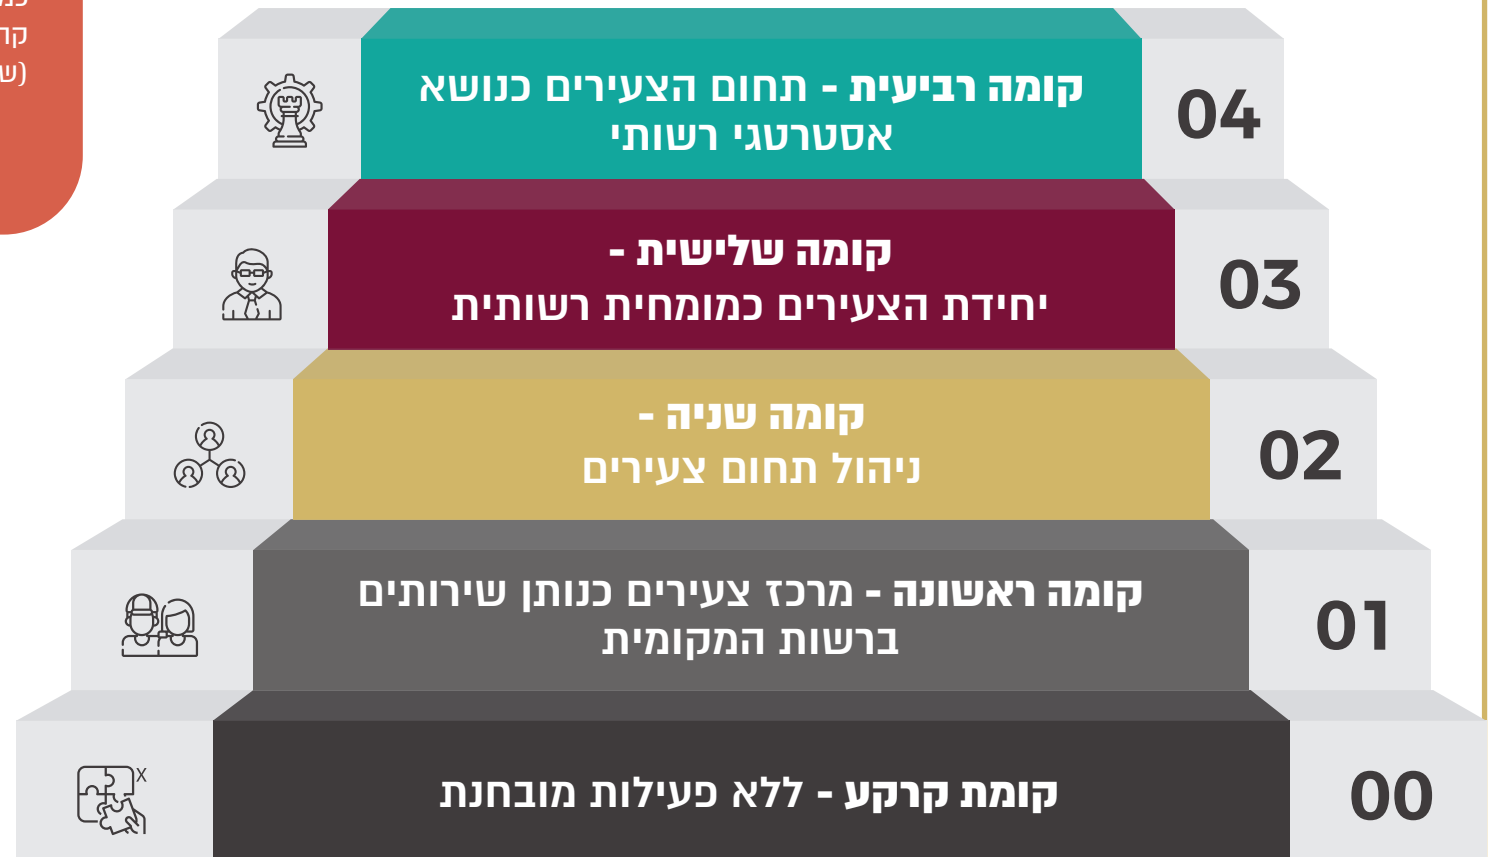 04
קומה רביעית - תחום הצעירים כנושא
אסטרטגי רשותי
03
קומה שלישית -
יחידת הצעירים כמומחית רשותית
02
קומה שניה -
ניהול תחום צעירים
01
קומה ראשונה - מרכז צעירים כנותן שירותים
ברשות המקומית
00
קומת קרקע - ללא פעילות מובחנת
X